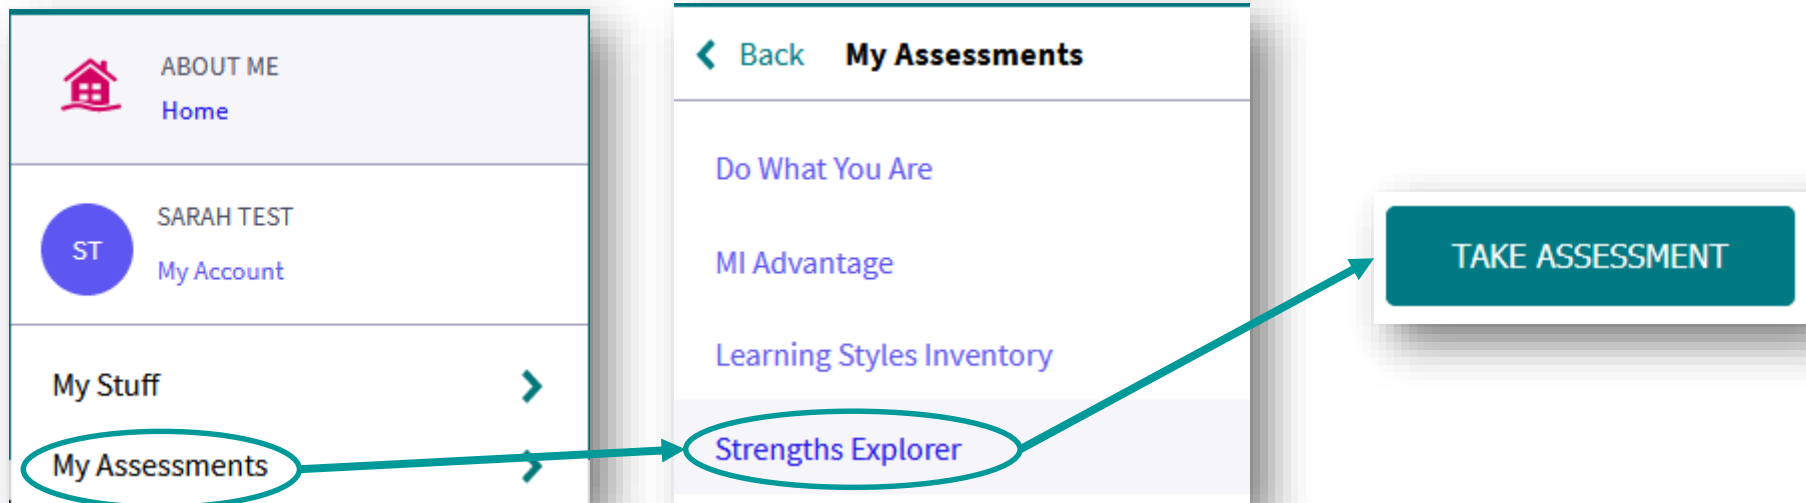 ABOUT ME
Home
ST
SARAH TEST
My Account
My Stuff
My Assessments
Back My Assessments
Do What You Are
MI Advantage
Learning Styles Inventory
Strengths Explorer
TAKE ASSESSMENT